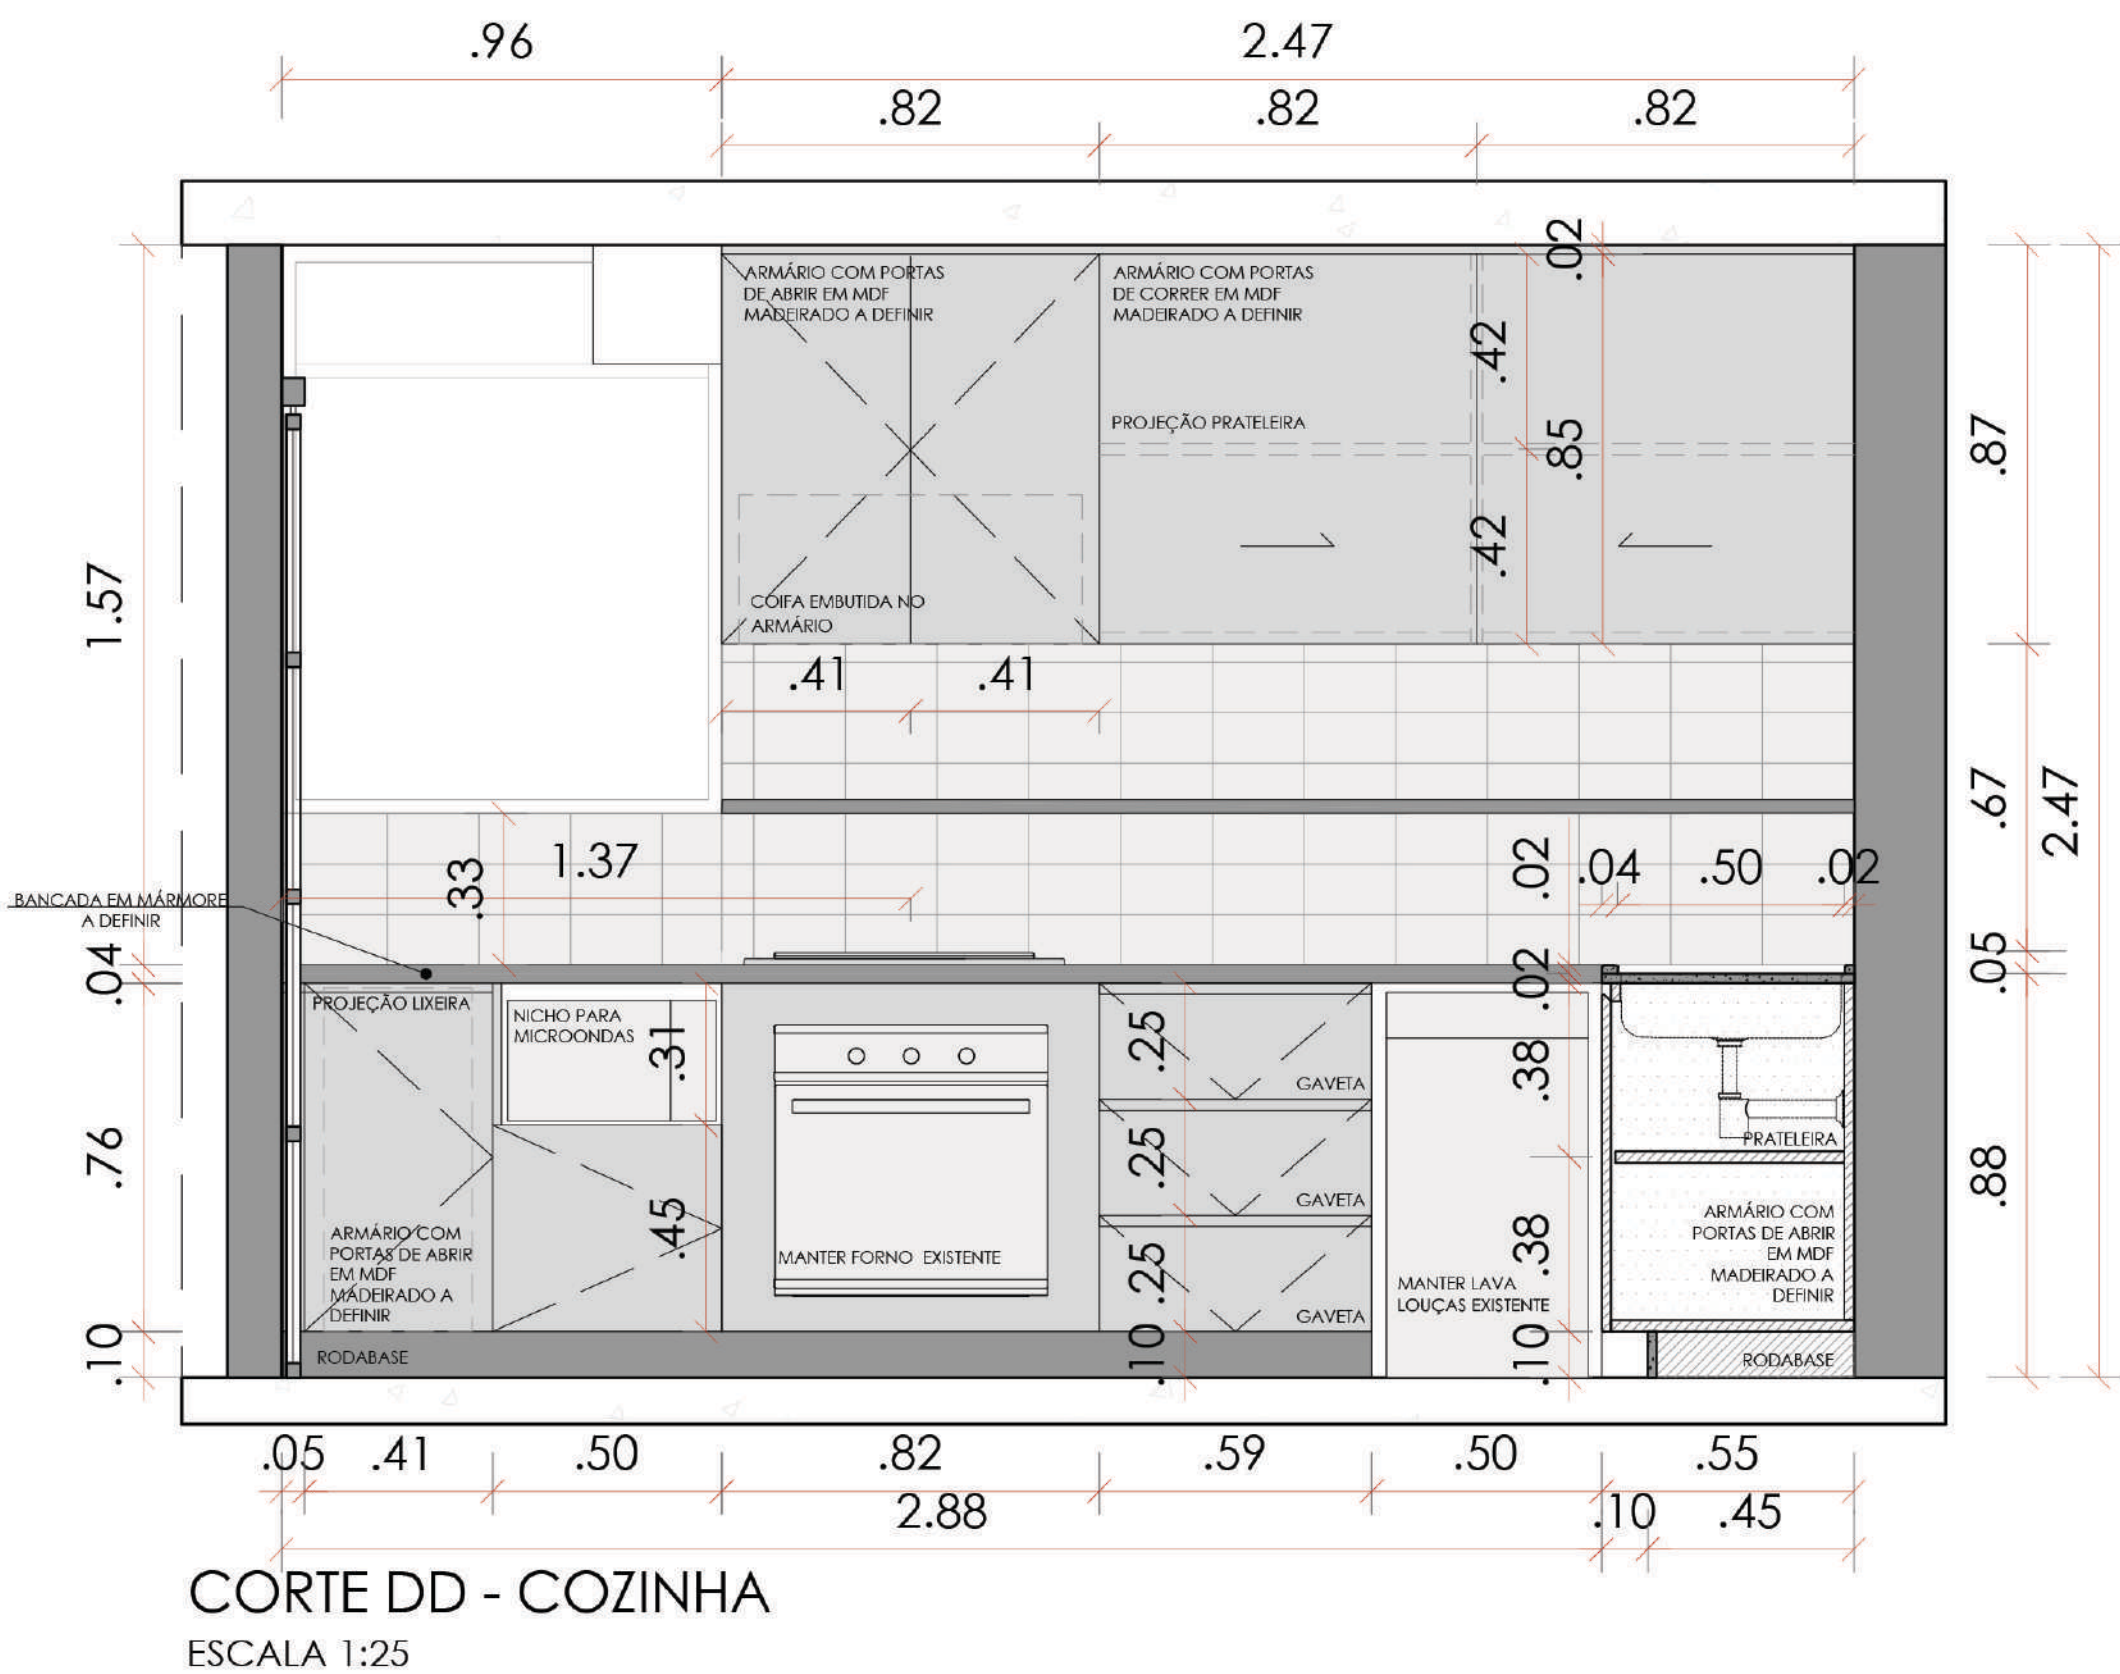 .96
2.47
.82
.82
.82
.02
ARMÁRIO COM PORTAS
DE ABRIR EM MDF
MADEIRADO A DEFINIR
ARMÁRIO COM PORTAS
DE CORRER EM MDF
MADEIRADO A DEFINIR
.42
.85
PROJEÇÃO PRATELEIRA
.87
.42
1.57
COIFA EMBUTIDA NO
ARMÁRIO
.41
.41
.67
2.47
.33
1.37
.02
.04
.50
.02
BANCADA EM MÁRMORE
A DEFINIR
.04
.02
.05
PROJEÇÃO LIXEIRA
NICHO PARA
MICROONDAS
.31
.25
GAVETA
.38
PRATELEIRA
.76
.25
GAVETA
.88
.45
ARMÁRIO COM
PORTAS DE ABRIR
EM MDF
MADEIRADO A
DEFINIR
MANTER FORNO EXISTENTE
.25
GAVETA
MANTER LAVA
LOUÇAS EXISTENTE
.38
ARMÁRIO COM
PORTAS DE ABRIR
EM MDF
MADEIRADO A
DEFINIR
.10
RODABASE
.10
.10
RODABASE
.05
.41
.50
.82
.59
.50
.55
2.88
.10
.45
CORTE DD - COZINHA
ESCALA 1:25